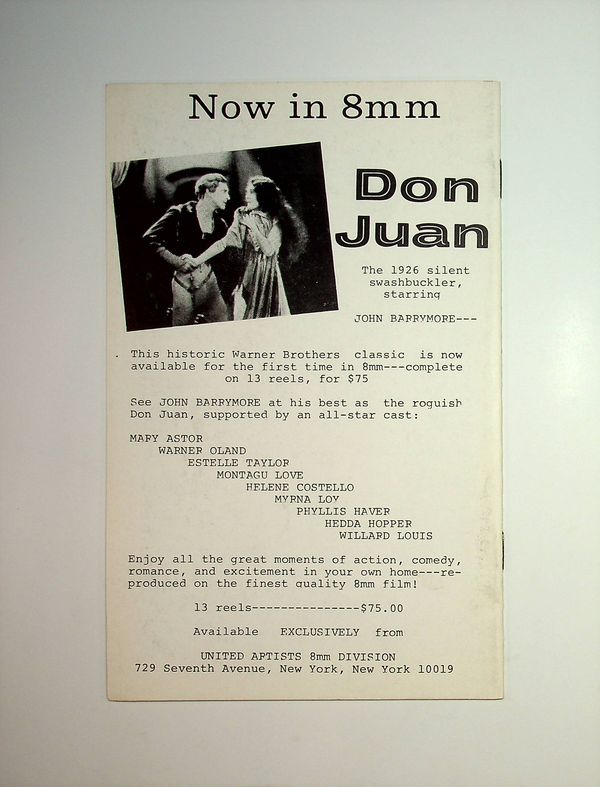 Now in 8mm
Don
Juan
The 1926 silent
swashbuckler,
starring
JOHN BARRYMORE---
This historic Warner Brothers classic is now
available for the first time in 8mm---complete
on 13 reels, for $75
See JOHN BARRYMORE at his best as the roguish
Don Juan, supported by an all-star cast:
MARY ASTOR
WARNER OLAND
ESTELLE TAYLOR
MONTAGU LOVE
HELENE COSTELLO
MYRNA LOY
PHYLLIS HAVER
HEDDA HOPPER
WILLARD LOUIS
Enjoy all the great moments of action, comedy,
romance, and excitement in your own home---re-
produced on the finest quality 8mm film!
13 reels---------------$75.00
Available EXCLUSIVELY from
UNITED ARTISTS 8mm DIVISION
729 Seventh Avenue, New York, New York 10019